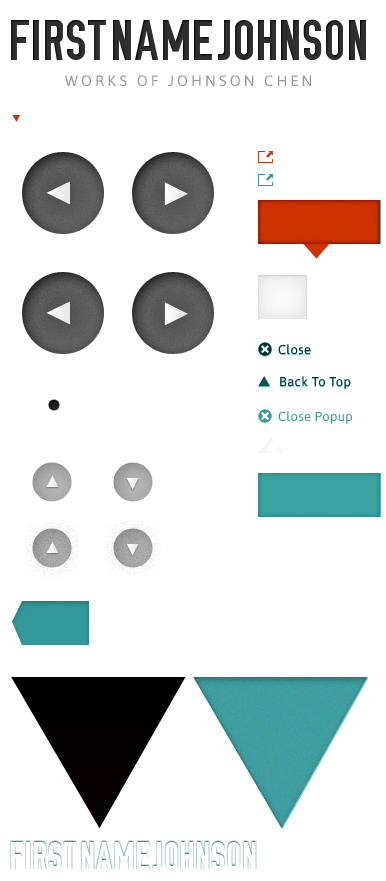 FIRSTNAMEJOHNSON
WORKS OF JOHNSON CHEN
Close
Back To Top
Close Popup
FIRSTNAMEJOHNSON